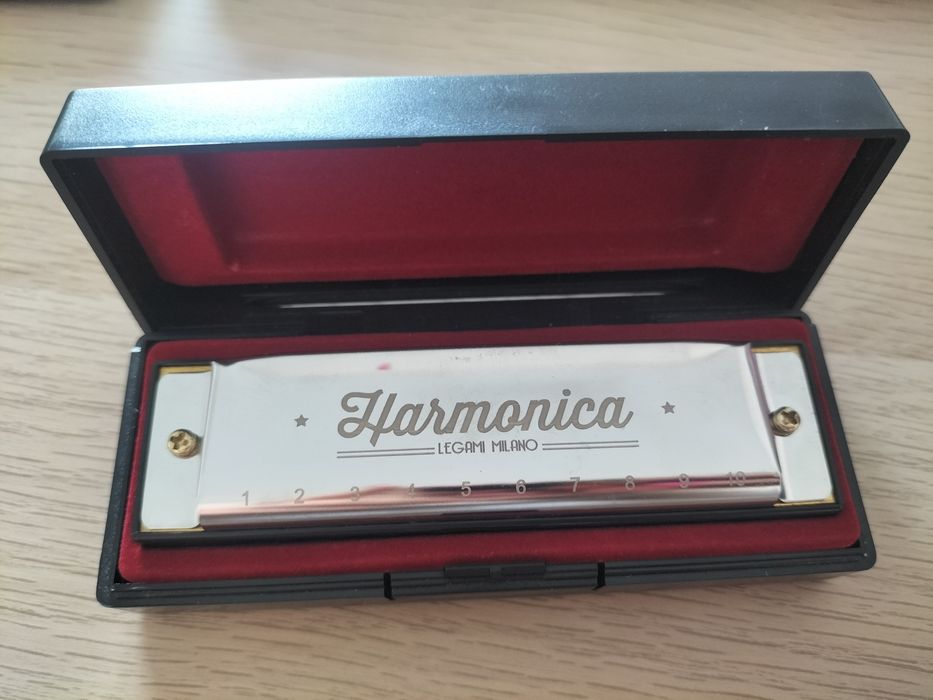 Harmonica
LEGAMI MILANO
1 2 3 4 5 6 7 8 9 10